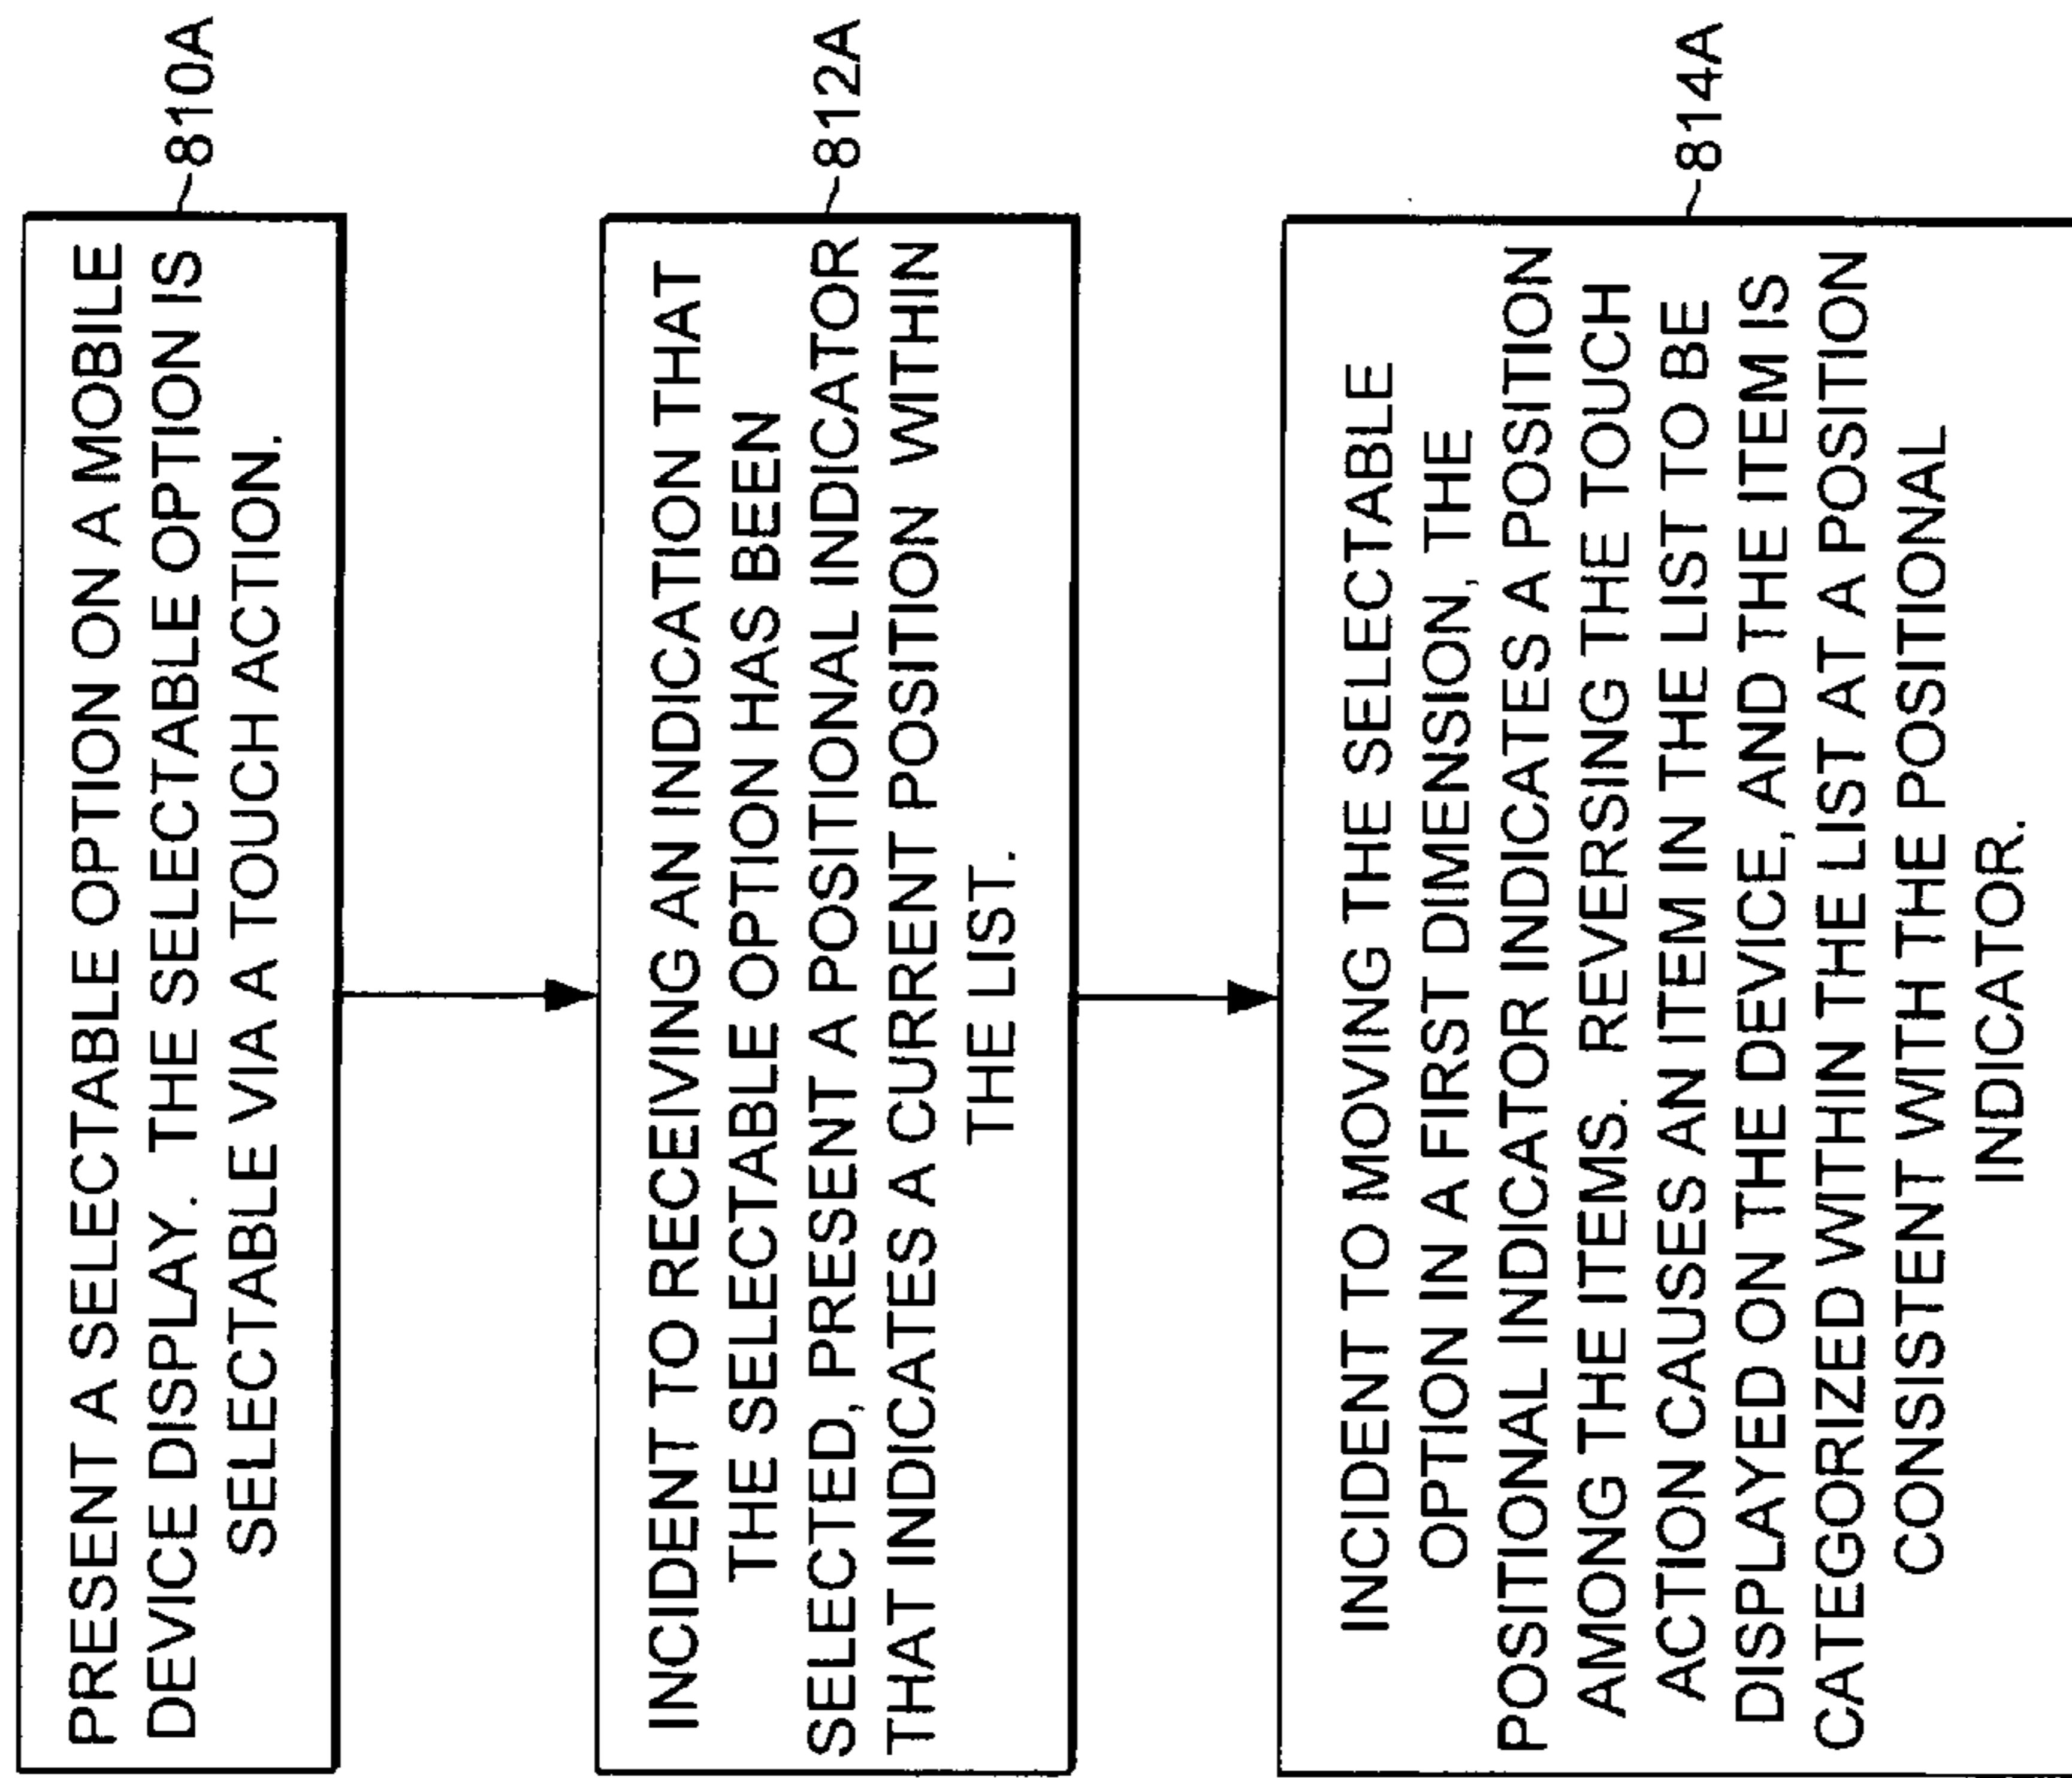 PRESENT A SELECTABLE OPTION ON A MOBILE
DEVICE DISPLAY. THE SELECTABLE OPTION IS
SELECTABLE VIA A TOUCH ACTION.
810A
INCIDENT TO RECEIVING AN INDICATION THAT
THE SELECTABLE OPTION HAS BEEN
SELECTED, PRESENT A POSITIONAL INDICATOR
THAT INDICATES A CURRENT POSITION WITHIN
THE LIST.
812A
INCIDENT TO MOVING THE SELECTABLE
OPTION IN A FIRST DIMENSION, THE
POSITIONAL INDICATOR INDICATES A POSITION
AMONG THE ITEMS. REVERSING THE TOUCH
ACTION CAUSES AN ITEM IN THE LIST TO BE
DISPLAYED ON THE DEVICE, AND THE ITEM IS
CATEGORIZED WITHIN THE LIST AT A POSITION
CONSISTENT WITH THE POSITIONAL
INDICATOR.
814A